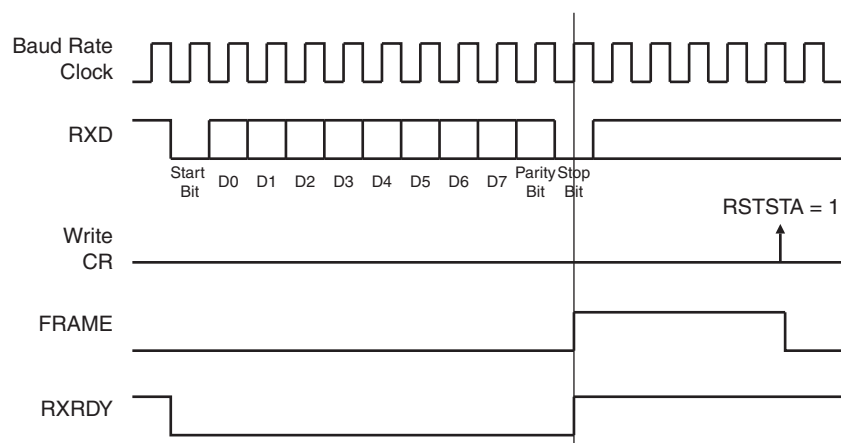 Baud Rate
Clock
RXD
Start
Bit
D0 D1 D2 D3 D4 D5 D6 D7
Parity
Bit
Stop
Bit
RSTSTA = 1
Write
CR
FRAME
RXRDY